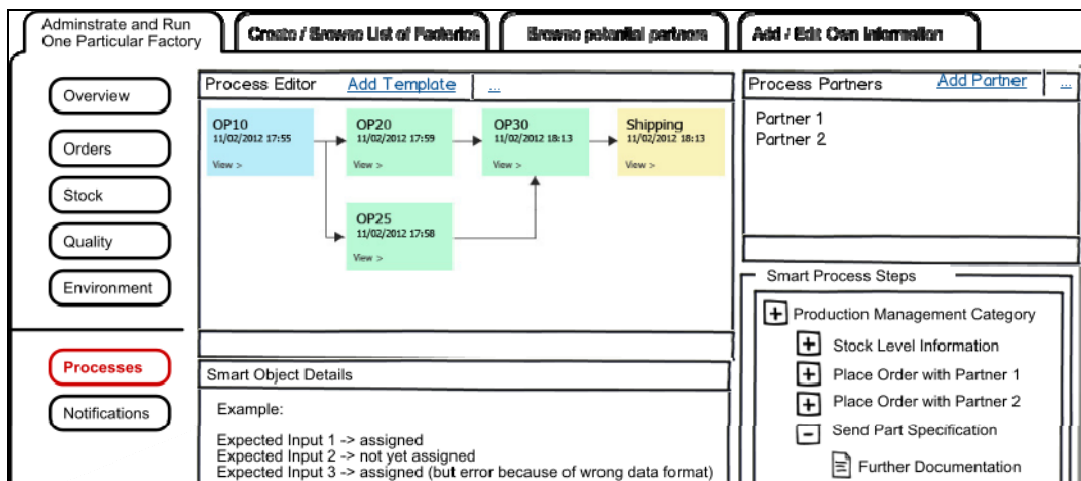 Adminstrate and Run
One Particular Factory
Create / Browse List of Factories
Browse potential partners
Add / Edit Own Information
Overview
Orders
Stock
Quality
Environment
Processes
Notifications
Process Editor Add Template ...
OP10
11/02/2012 17:55
View >
OP20
11/02/2012 17:59
View >
OP30
11/02/2012 18:13
View >
Shipping
11/02/2012 18:13
View >
OP25
11/02/2012 17:58
View >
Smart Object Details
Example:
Expected Input 1 -> assigned
Expected Input 2 -> not yet assigned
Expected Input 3 -> assigned (but error because of wrong data format)
Process Partners Add Partner ...
Partner 1
Partner 2
Smart Process Steps
Production Management Category
Stock Level Information
Place Order with Partner 1
Place Order with Partner 2
Send Part Specification
Further Documentation